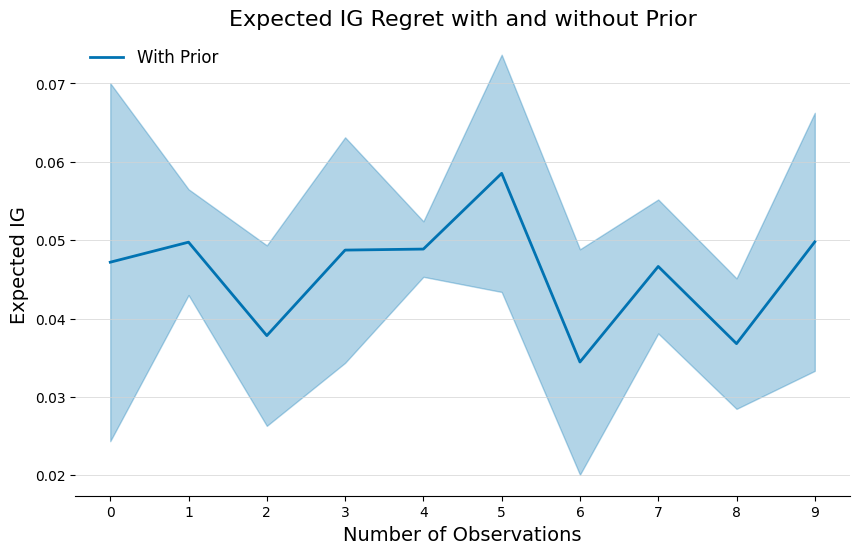 Expected IG Regret with and without Prior
With Prior
0.07
0.06
0.05
0.04
0.03
0.02
Expected IG
0 1 2 3 4 5 6 7 8 9
Number of Observations